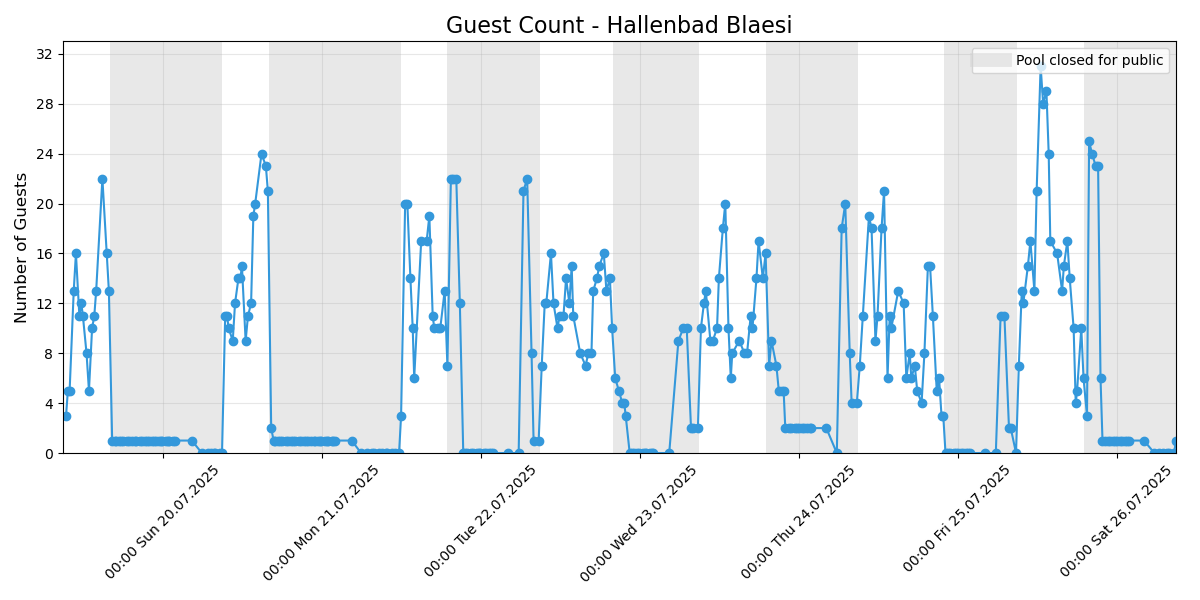 Guest Count - Hallenbad Blaesi
Pool closed for public
Number of Guests
32
28
24
20
16
12
8
4
0
00:00 Sun 20.07.2025
00:00 Mon 21.07.2025
00:00 Tue 22.07.2025
00:00 Wed 23.07.2025
00:00 Thu 24.07.2025
00:00 Fri 25.07.2025
00:00 Sat 26.07.2025